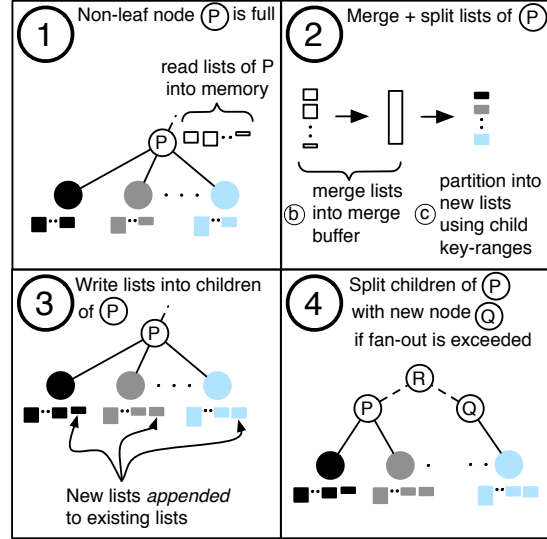 1
Non-leaf node P is full
read lists of P
into memory
P
2
Merge + split lists of P
b merge lists
into merge
buffer
c partition into
new lists
using child
key-ranges
3
Write lists into children
of P
P
New lists appended
to existing lists
4
Split children of P
with new node Q
if fan-out is exceeded
R
P
Q